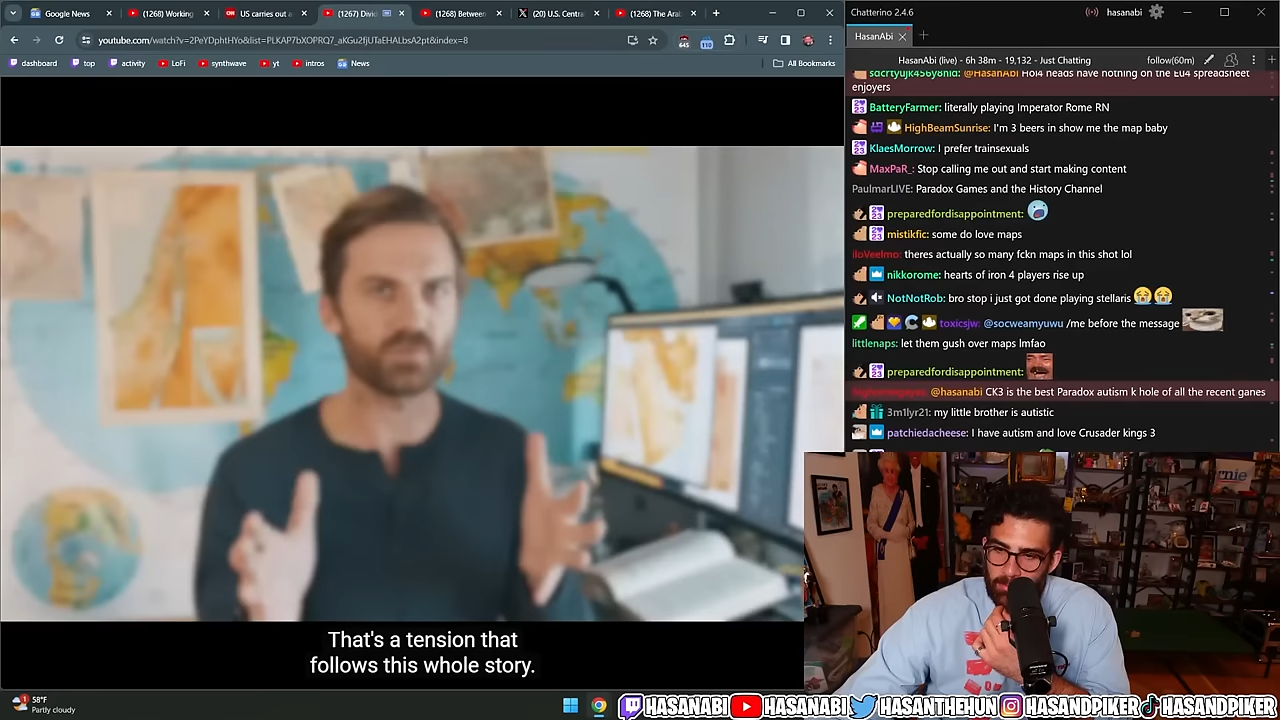 Google News
(1268) Working
US carries out a
(1267) Divid
(1268) Between
(20) U.S. Centra
(1268) The Arab
youtube.com/watch?v=2PeYDphtHYo&list=PLKAP7bXOPRQ7_aKGu2fjUTaEHALbsA2pt&index=8
645
110
dashboard
top
activity
LoFi
synthwave
yt
intros
News
All Bookmarks
That's a tension that
follows this whole story.
58°F
Partly cloudy
Chatterino 2.4.6
hasanabi
HasanAbi
HasanAbi (live) - 6h 38m - 19,132 - Just Chatting
follow(60m)
sdcrtyujk456y8nid: @HasanAbi Hoi4 heads have nothing on the Eu4 spreadsheet
enjoyers
BatteryFarmer: literally playing Imperator Rome RN
HighBeamSunrise: I'm 3 beers in show me the map baby
KlaesMorrow: I prefer trainsexuals
MaxPaR_: Stop calling me out and start making content
PaulmarLIVE: Paradox Games and the History Channel
preparedfordisappointment:
mistikfic: some do love maps
iloVeelmo: theres actually so many fckn maps in this shot lol
nikkorome: hearts of iron 4 players rise up
NotNotRob: bro stop i just got done playing stellaris
toxicsjw: @socweamyuwu /me before the message
littlenaps: let them gush over maps lmfao
preparedfordisappointment:
@hasanabi CK3 is the best Paradox autism k hole of all the recent ganes
3m1lyr21: my little brother is autistic
patchiedacheese: I have autism and love Crusader kings 3
ernie
HASANABI
HASANABI
HASANTHEHUN
HASANDPIKER
HASANDPIKER